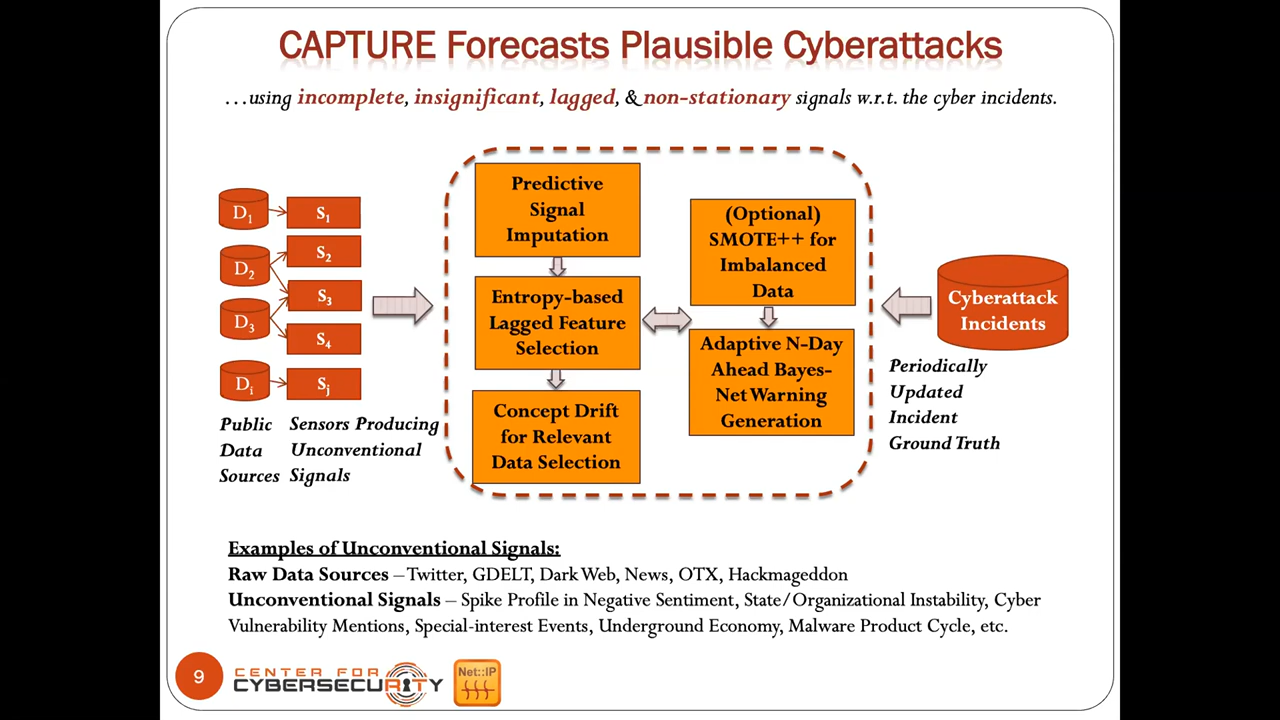 CAPTURE Forecasts Plausible Cyberattacks
…using incomplete, insignificant, lagged, & non-stationary signals w.r.t. the cyber incidents.
D1
S1
D2
S2
S3
D3
S4
Di
Sj
Public
Data
Sources
Sensors Producing
Unconventional
Signals
Predictive
Signal
Imputation
Entropy-based
Lagged Feature
Selection
Concept Drift
for Relevant
Data Selection
(Optional)
SMOTE++ for
Imbalanced
Data
Adaptive N-Day
Ahead Bayes-
Net Warning
Generation
Cyberattack
Incidents
Periodically
Updated
Incident
Ground Truth
Examples of Unconventional Signals:
Raw Data Sources – Twitter, GDELT, Dark Web, News, OTX, Hackmageddon
Unconventional Signals – Spike Profile in Negative Sentiment, State/Organizational Instability, Cyber
Vulnerability Mentions, Special-interest Events, Underground Economy, Malware Product Cycle, etc.
9
CENTER FOR
CYBERSECURITY
Net::IP